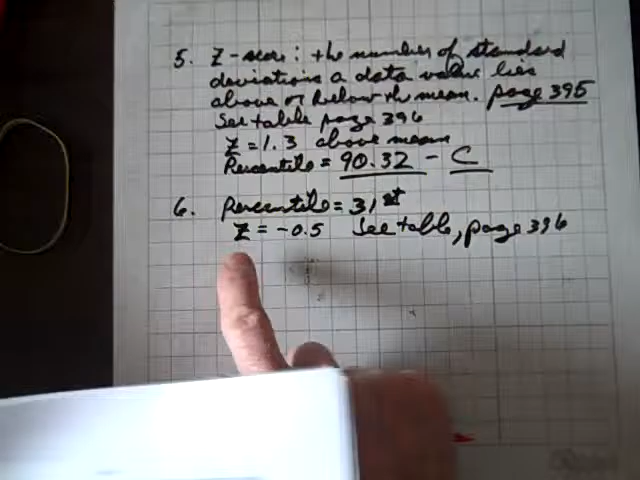 5. Z-score: the number of standard
deviations a data value lies
above or below the mean. page 395
See table page 396
Z = 1.3 above mean
Percentile = 90.32 - C
6. Percentile = 31st
Z = -0.5 See table, page 396